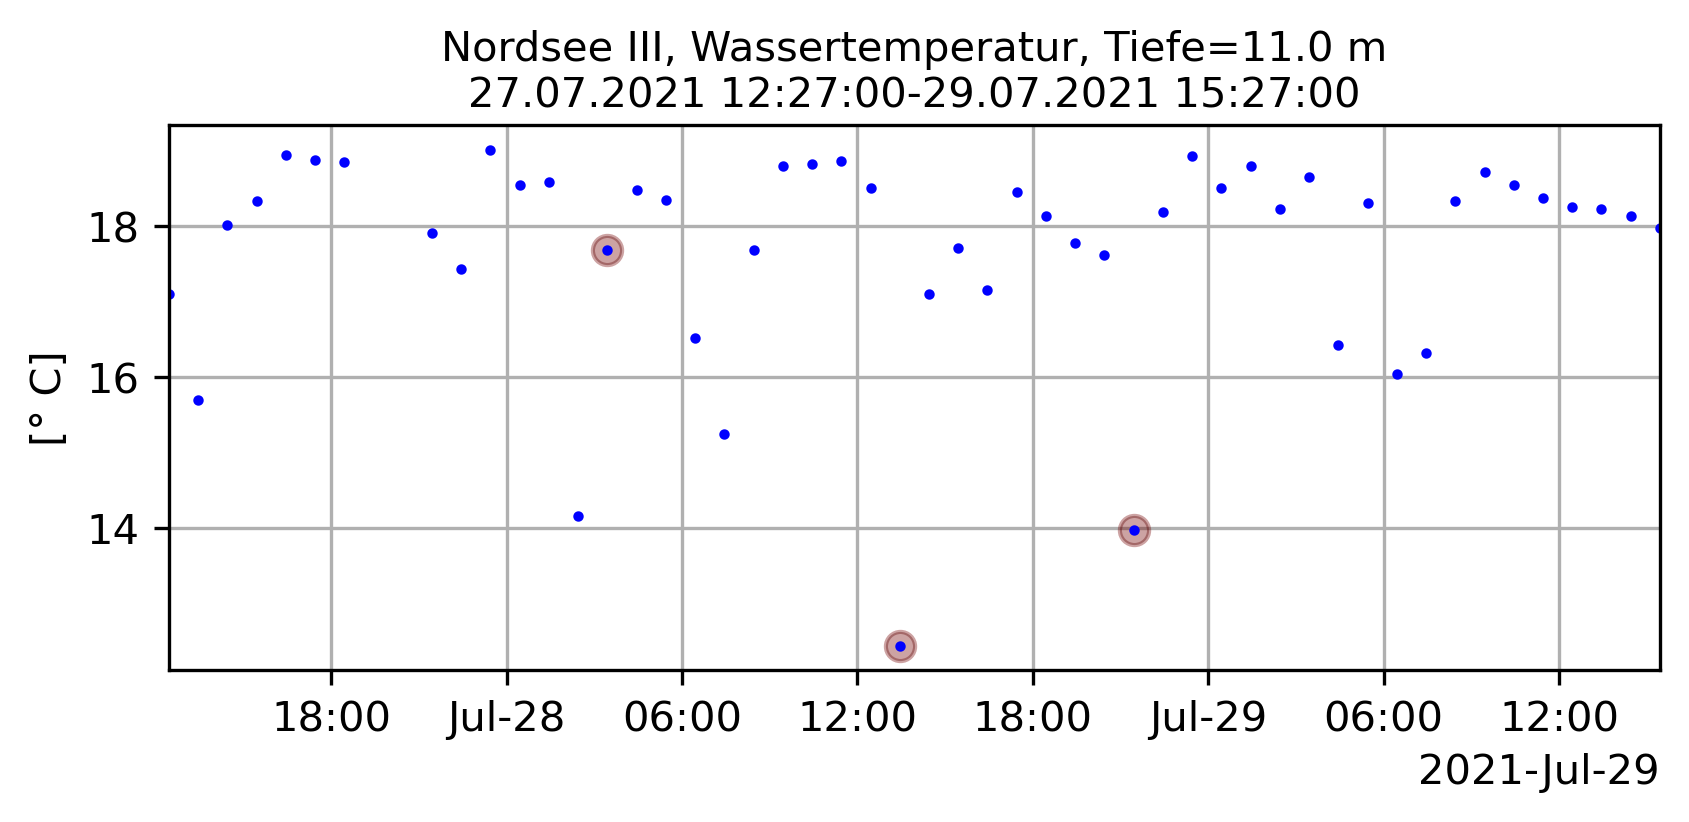 Nordsee III, Wassertemperatur, Tiefe=11.0 m
27.07.2021 12:27:00-29.07.2021 15:27:00
[° C]
18
16
14
18:00 Jul-28 06:00 12:00 18:00 Jul-29 06:00 12:00
2021-Jul-29